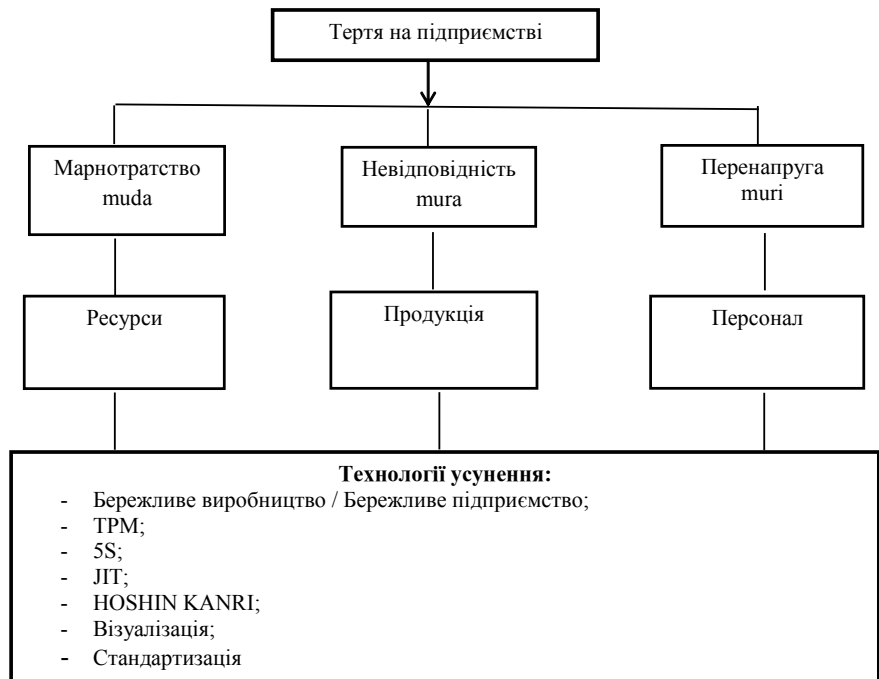 Тертя на підприємстві
Марнотратство
muda
Невідповідність
mura
Перенапруга
muri
Ресурси
Продукція
Персонал
Технології усунення:
- Бережливе виробництво / Бережливе підприємство;
- TPM;
- 5S;
- JIT;
- HOSHIN KANRI;
- Візуалізація;
- Стандартизація